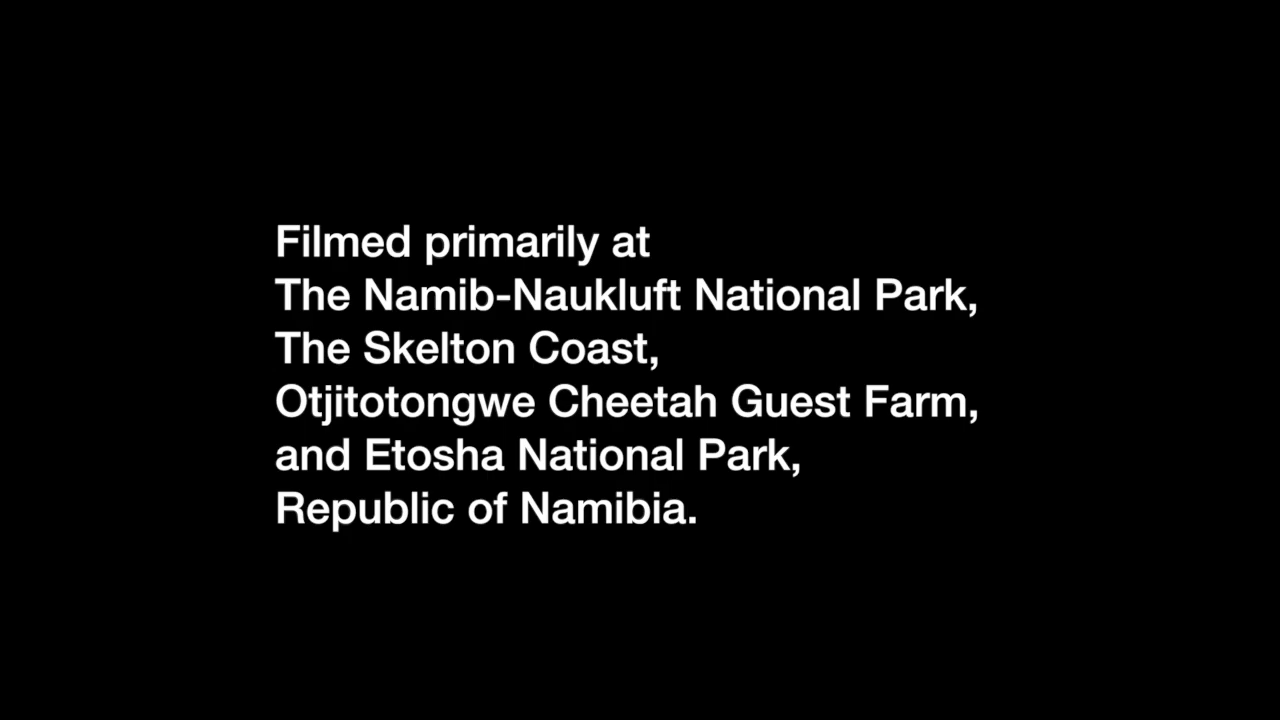 Filmed primarily at
The Namib-Naukluft National Park,
The Skelton Coast,
Otjitotongwe Cheetah Guest Farm,
and Etosha National Park,
Republic of Namibia.